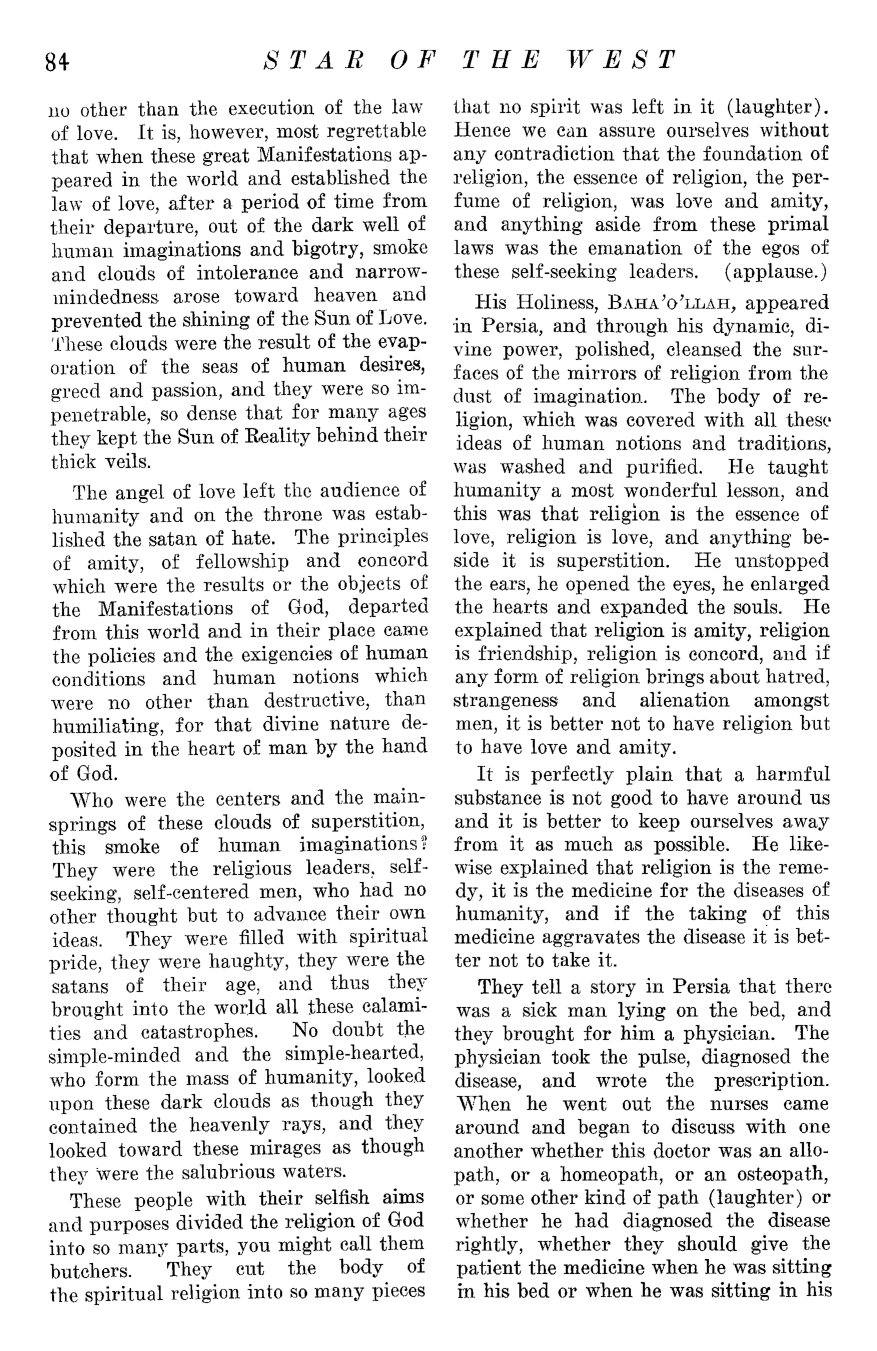 84 STAR OF THE WEST
no other than the execution of the law
of love. It is, however, most regrettable
that when these great Manifestations ap-
peared in the world and established the
law of love, after a period of time from
their departure, out of the dark well of
human imaginations and bigotry, smoke
and clouds of intolerance and narrow-
mindedness arose toward heaven and
prevented the shining of the Sun of Love.
These clouds were the result of the evap-
oration of the seas of human desires,
greed and passion, and they were so im-
penetrable, so dense that for many ages
they kept the Sun of Reality behind their
thick veils.
The angel of love left the audience of
humanity and on the throne was estab-
lished the satan of hate. The principles
of amity, of fellowship and concord
which were the results or the objects of
the Manifestations of God, departed
from this world and in their place came
the policies and the exigencies of human
conditions and human notions which
were no other than destructive, than
humiliating, for that divine nature de-
posited in the heart of man by the hand
of God.
Who were the centers and the main-
springs of these clouds of superstition,
this smoke of human imaginations?
They were the religious leaders, self-
seeking, self-centered men, who had no
other thought but to advance their own
ideas. They were filled with spiritual
pride, they were haughty, they were the
satans of their age, and thus they
brought into the world all these calami-
ties and catastrophes. No doubt the
simple-minded and the simple-hearted,
who form the mass of humanity, looked
upon these dark clouds as though they
contained the heavenly rays, and they
looked toward these mirages as though
they were the salubrious waters.
These people with their selfish aims
and purposes divided the religion of God
into so many parts, you might call them
butchers. They cut the body of
the spiritual religion into so many pieces
that no spirit was left in it (laughter).
Hence we can assure ourselves without
any contradiction that the foundation of
religion, the essence of religion, the per-
fume of religion, was love and amity,
and anything aside from these primal
laws was the emanation of the egos of
these self-seeking leaders. (applause.)
His Holiness, BAHA'O'LLAH, appeared
in Persia, and through his dynamic, di-
vine power, polished, cleansed the sur-
faces of the mirrors of religion from the
dust of imagination. The body of re-
ligion, which was covered with all these
ideas of human notions and traditions,
was washed and purified. He taught
humanity a most wonderful lesson, and
this was that religion is the essence of
love, religion is love, and anything be-
side it is superstition. He unstopped
the ears, he opened the eyes, he enlarged
the hearts and expanded the souls. He
explained that religion is amity, religion
is friendship, religion is concord, and if
any form of religion brings about hatred,
strangeness and alienation amongst
men, it is better not to have religion but
to have love and amity.
It is perfectly plain that a harmful
substance is not good to have around us
and it is better to keep ourselves away
from it as much as possible. He like-
wise explained that religion is the reme-
dy, it is the medicine for the diseases of
humanity, and if the taking of this
medicine aggravates the disease it is bet-
ter not to take it.
They tell a story in Persia that there
was a sick man lying on the bed, and
they brought for him a physician. The
physician took the pulse, diagnosed the
disease, and wrote the prescription.
When he went out the nurses came
around and began to discuss with one
another whether this doctor was an allo-
path, or a homeopath, or an osteopath,
or some other kind of path (laughter) or
whether he had diagnosed the disease
rightly, whether they should give the
patient the medicine when he was sitting
in his bed or when he was sitting in his